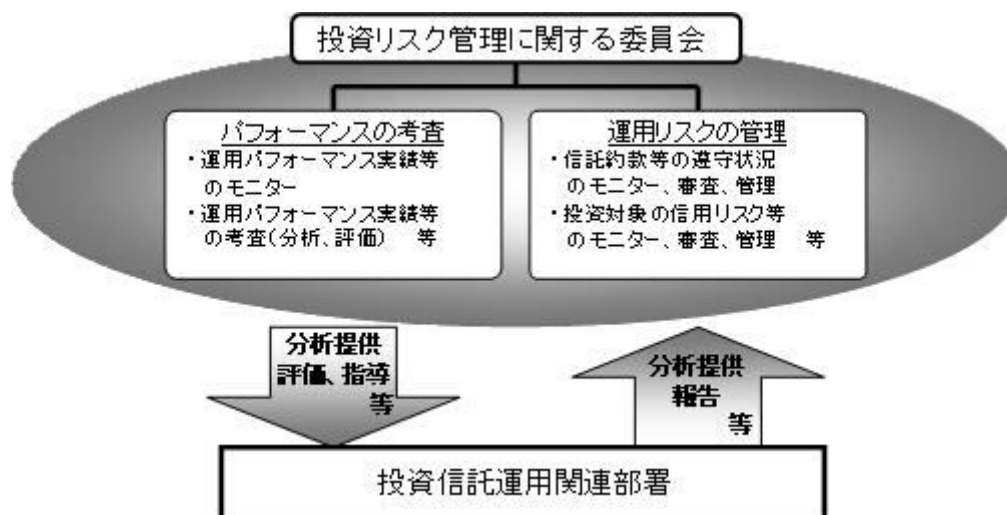 投資リスク管理に関する委員会
パフォーマンスの考査
・運用パフォーマンス実績等
のモニター
・運用パフォーマンス実績等
の考査(分析、評価) 等
運用リスクの管理
・信託約款等の遵守状況
のモニター、審査、管理
・投資対象の信用リスク等
のモニター、審査、管理 等
分析提供
評価、指導
等
分析提供
報告
等
投資信託運用関連部署